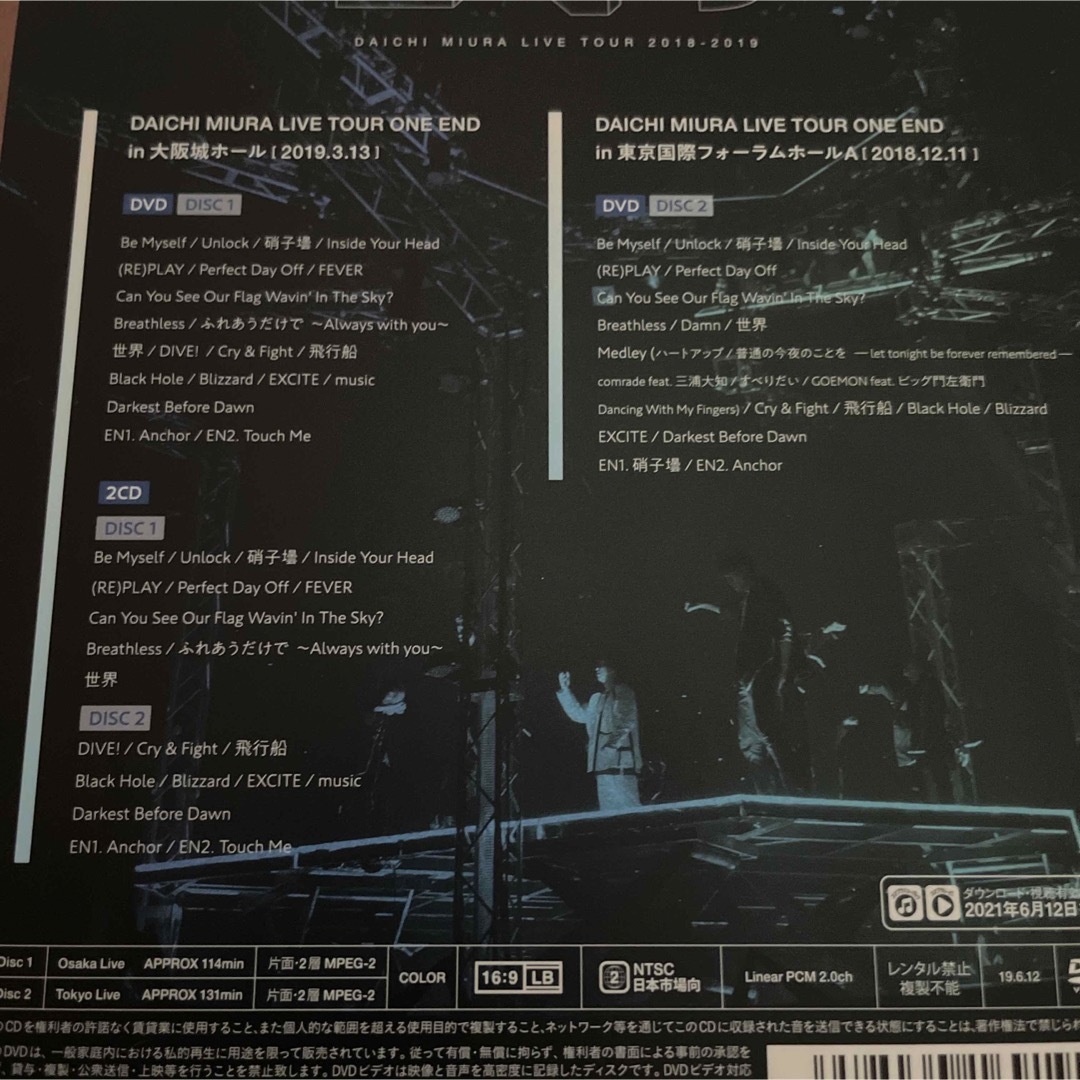 DAICHI MIURA LIVE TOUR 2018-2019
DAICHI MIURA LIVE TOUR ONE END
in 大阪城ホール [ 2019.3.13 ]
DVD DISC 1
Be Myself / Unlock / 硝子壜 / Inside Your Head
(RE)PLAY / Perfect Day Off / FEVER
Can You See Our Flag Wavin' In The Sky?
Breathless / ふれあうだけで ～Always with you～
世界 / DIVE! / Cry & Fight / 飛行船
Black Hole / Blizzard / EXCITE / music
Darkest Before Dawn
EN1. Anchor / EN2. Touch Me
2CD
DISC 1
Be Myself / Unlock / 硝子壜 / Inside Your Head
(RE)PLAY / Perfect Day Off / FEVER
Can You See Our Flag Wavin' In The Sky?
Breathless / ふれあうだけで ～Always with you～
世界
DISC 2
DIVE! / Cry & Fight / 飛行船
Black Hole / Blizzard / EXCITE / music
Darkest Before Dawn
EN1. Anchor / EN2. Touch Me
DAICHI MIURA LIVE TOUR ONE END
in 東京国際フォーラムホールA [ 2018.12.11 ]
DVD DISC 2
Be Myself / Unlock / 硝子壜 / Inside Your Head
(RE)PLAY / Perfect Day Off
Can You See Our Flag Wavin' In The Sky?
Breathless / Damn / 世界
Medley (ハートアップ / 普通の今夜のことを ―let tonight be forever remembered―
comrade feat. 三浦大知 / すべりだい / GOEMON feat. ビッグ門左衛門
Dancing With My Fingers) / Cry & Fight / 飛行船 / Black Hole / Blizzard
EXCITE / Darkest Before Dawn
EN1. 硝子壜 / EN2. Anchor
ダウンロード・視聴有効
2021年6月12日
Disc 1 Osaka Live APPROX 114min 片面・2層 MPEG-2
Disc 2 Tokyo Live APPROX 131min 片面・2層 MPEG-2
COLOR
16:9 LB
2 NTSC
日本市場向
Linear PCM 2.0ch
レンタル禁止
複製不能
19.6.12
CDを権利者の許諾なく賃貸業に使用すること、また個人的な範囲を超える使用目的で複製すること、ネットワーク等を通じてこのCDに収録された音を送信できる状態にすることは、著作権法で禁じられ
DVDは、一般家庭内における私的再生に用途を限って販売されています。従って有償・無償に拘らず、権利者の書面による事前の承認を
、貸与・複製・公衆送信・上映等を行うことを禁止致します。DVDビデオは映像と音声を高密度に記録したディスクです。DVDビデオ対応